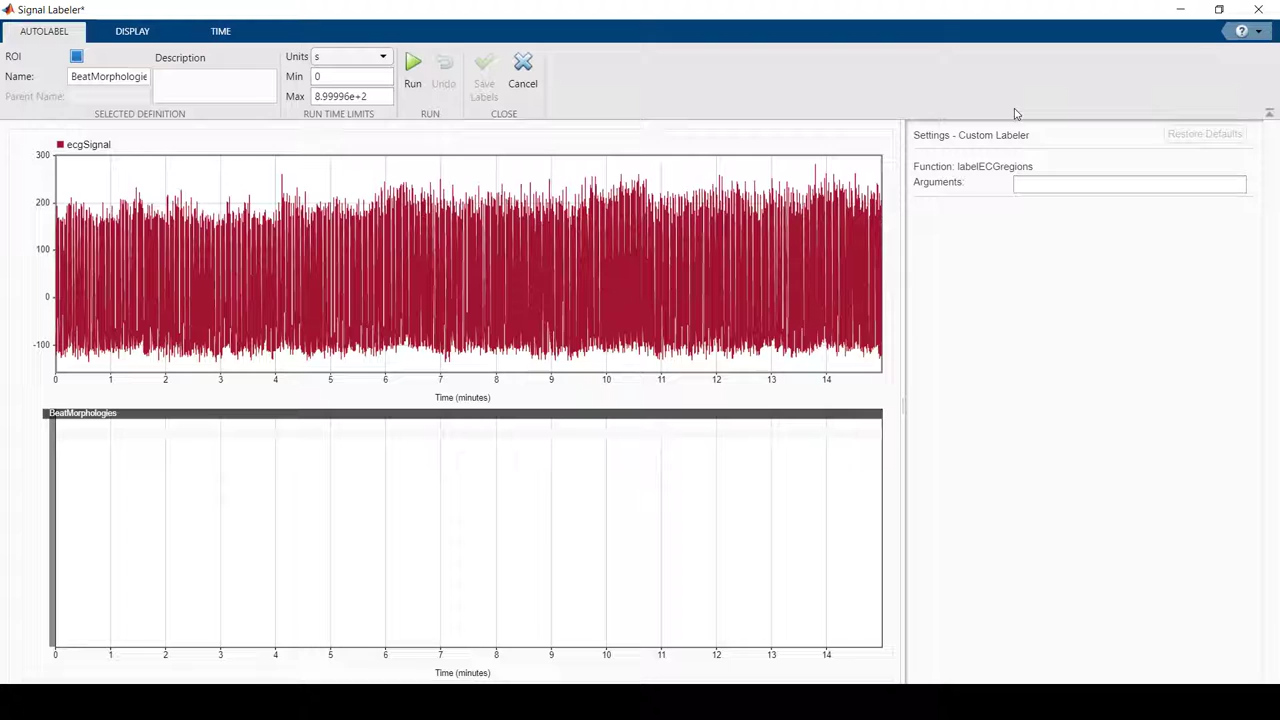 Signal Labeler*
AUTOLABEL DISPLAY TIME
ROI Description Units s
Name: BeatMorphologie Min 0 Run Undo Save Labels Cancel
Parent Name: Max 8.99996e+2
SELECTED DEFINITION RUN TIME LIMITS RUN CLOSE
ecgSignal
300
200
100
0
-100
0 1 2 3 4 5 6 7 8 9 10 11 12 13 14
Time (minutes)
BeatMorphologies
0 1 2 3 4 5 6 7 8 9 10 11 12 13 14
Time (minutes)
Settings - Custom Labeler Restore Defaults
Function: labelECGregions
Arguments: